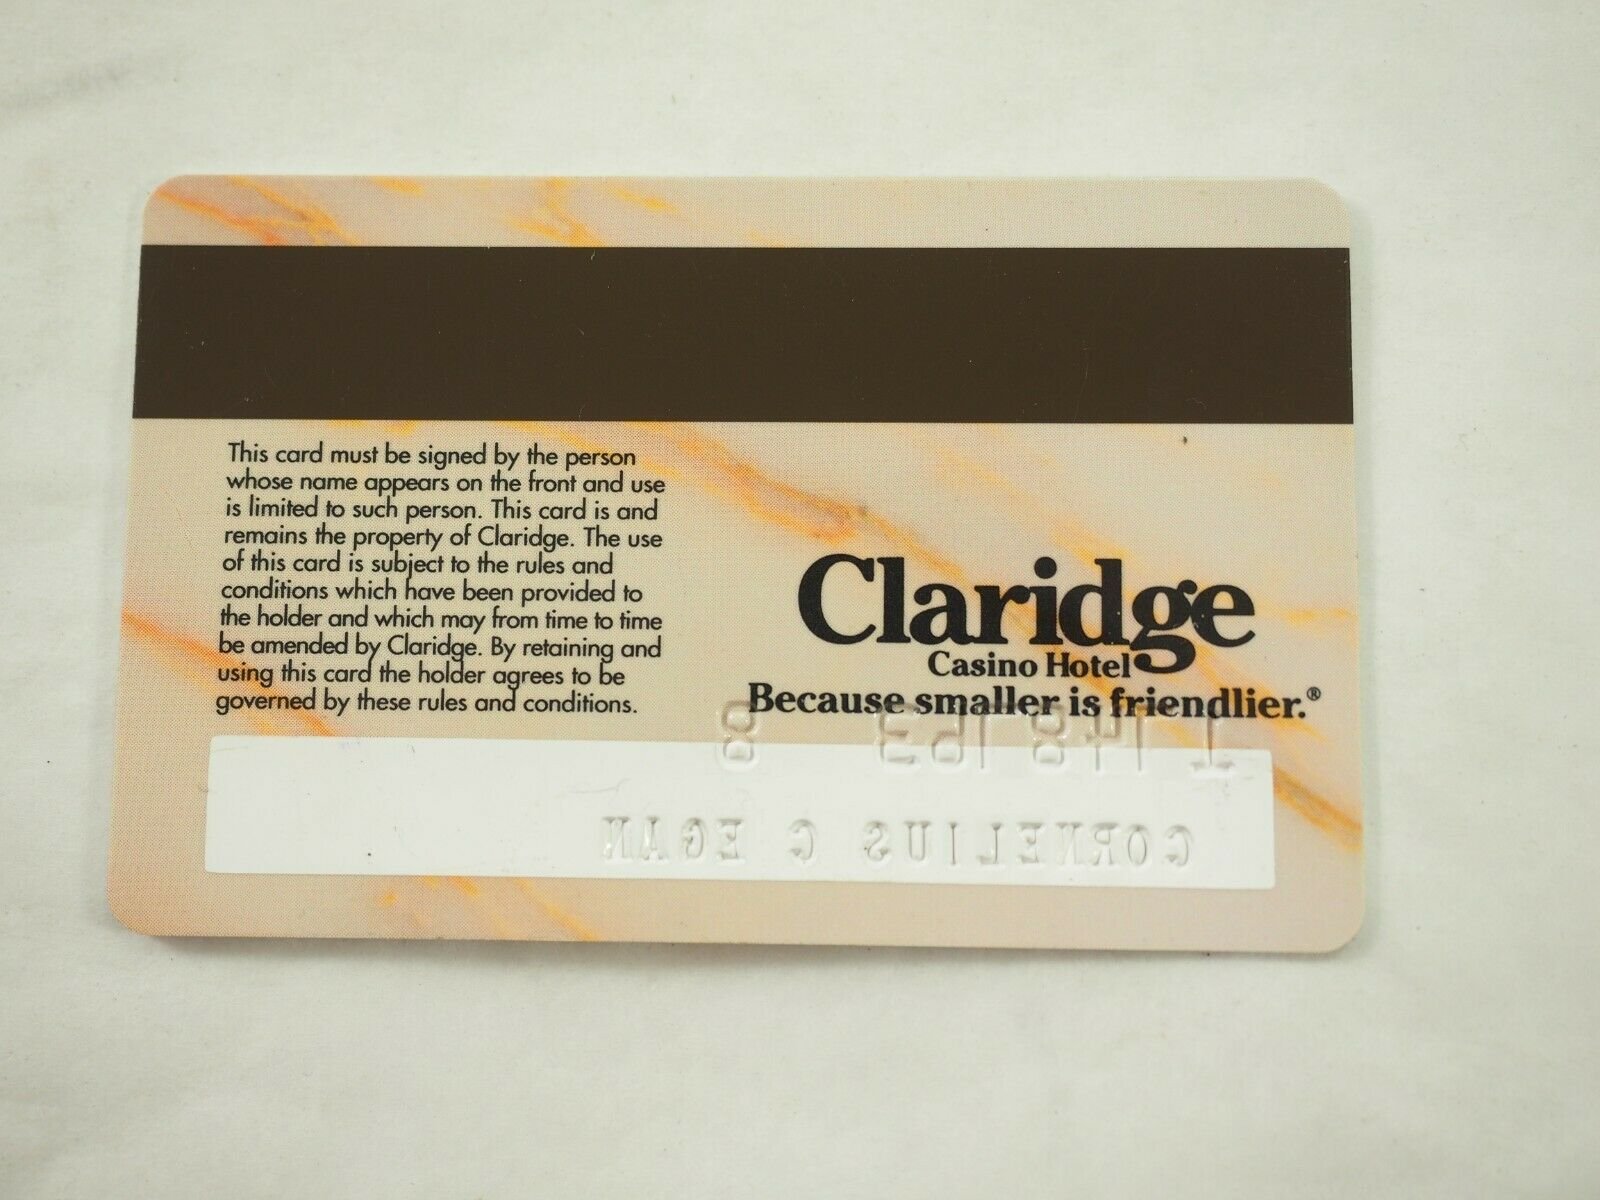 This card must be signed by the person
whose name appears on the front and use
is limited to such person. This card is and
remains the property of Claridge. The use
of this card is subject to the rules and
conditions which have been provided to
the holder and which may from time to time
be amended by Claridge. By retaining and
using this card the holder agrees to be
governed by these rules and conditions.
Claridge
Casino Hotel
Because smaller is friendlier.®
CORNELIUS C EGAN